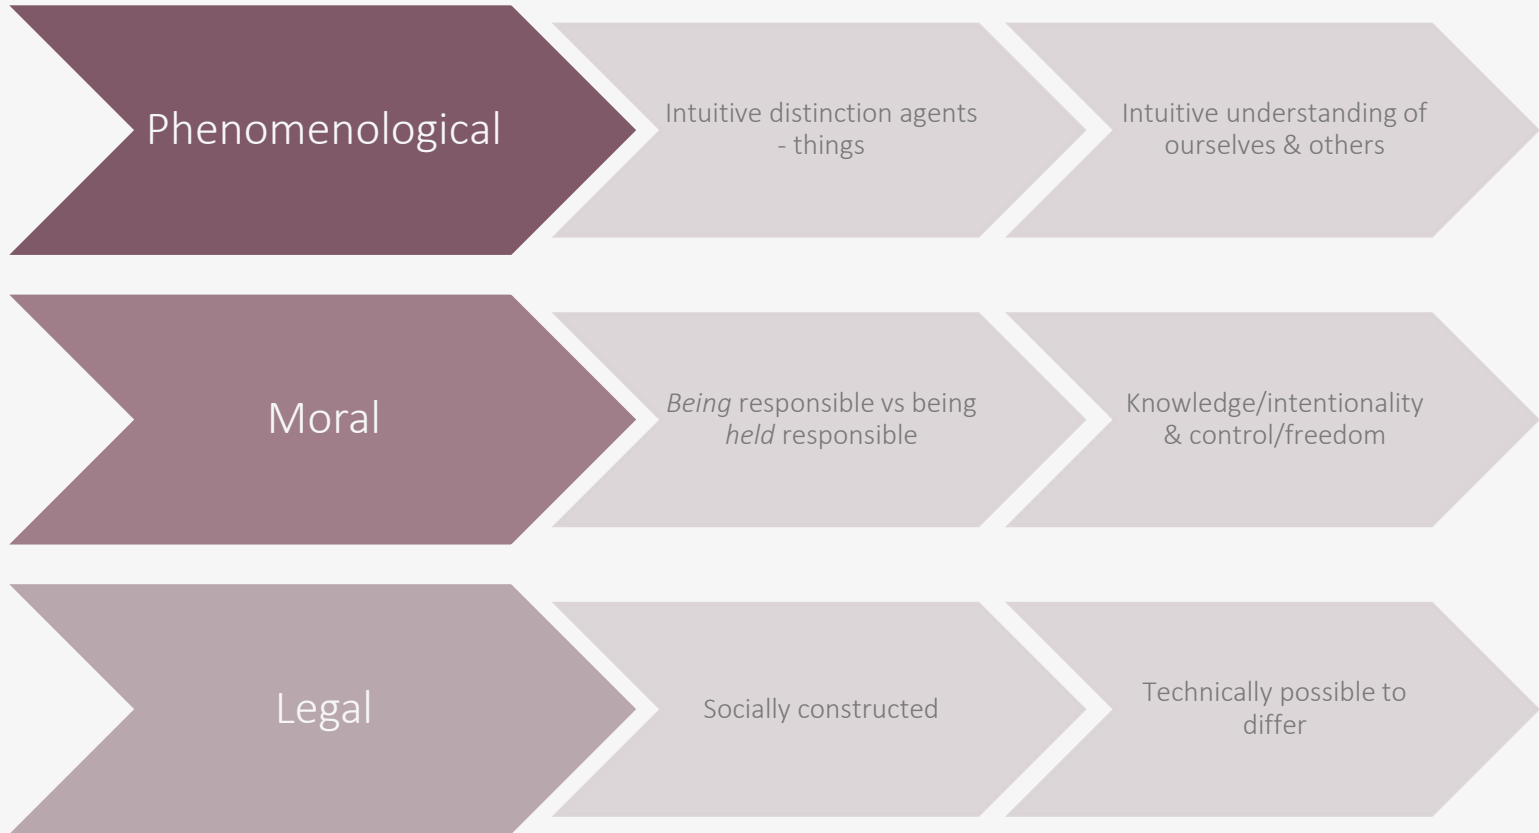 Phenomenological
Intuitive distinction agents
- things
Intuitive understanding of
ourselves & others
Moral
Being responsible vs being
held responsible
Knowledge/intentionality
& control/freedom
Legal
Socially constructed
Technically possible to
differ